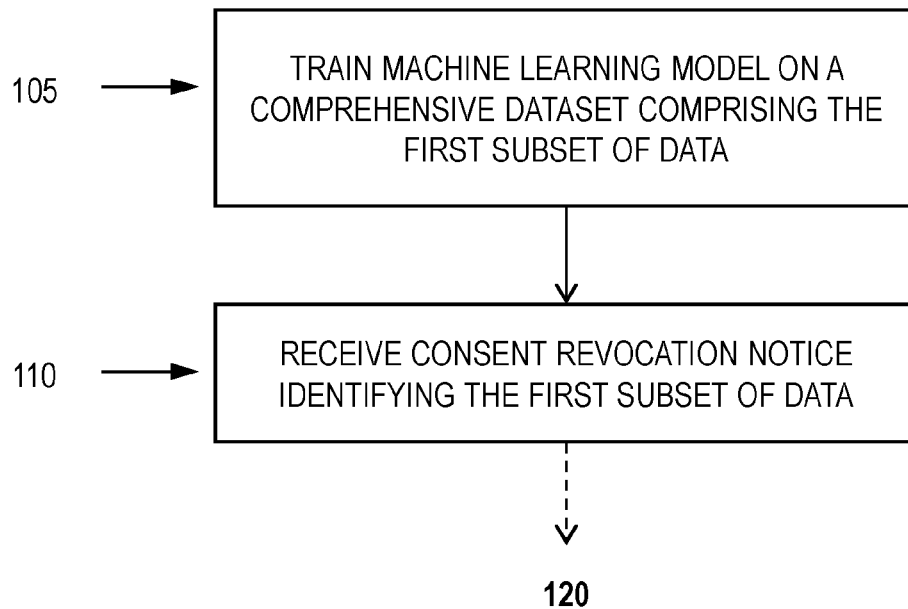 105
TRAIN MACHINE LEARNING MODEL ON A
COMPREHENSIVE DATASET COMPRISING THE
FIRST SUBSET OF DATA
110
RECEIVE CONSENT REVOCATION NOTICE
IDENTIFYING THE FIRST SUBSET OF DATA
120